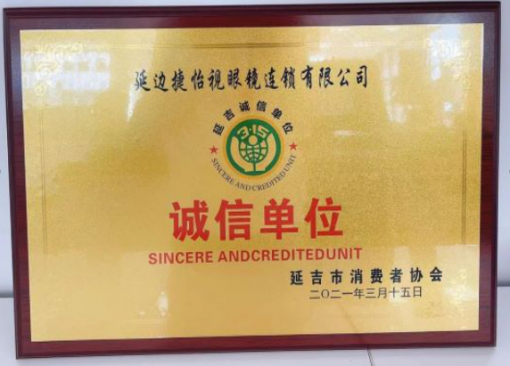 延边捷怡视眼镜连锁有限公司
延吉诚信单位
315
SINCERE AND CREDITED UNIT
诚信单位
SINCERE ANDCREDITEDUNIT
延吉市消费者协会
二〇二一年三月十五日